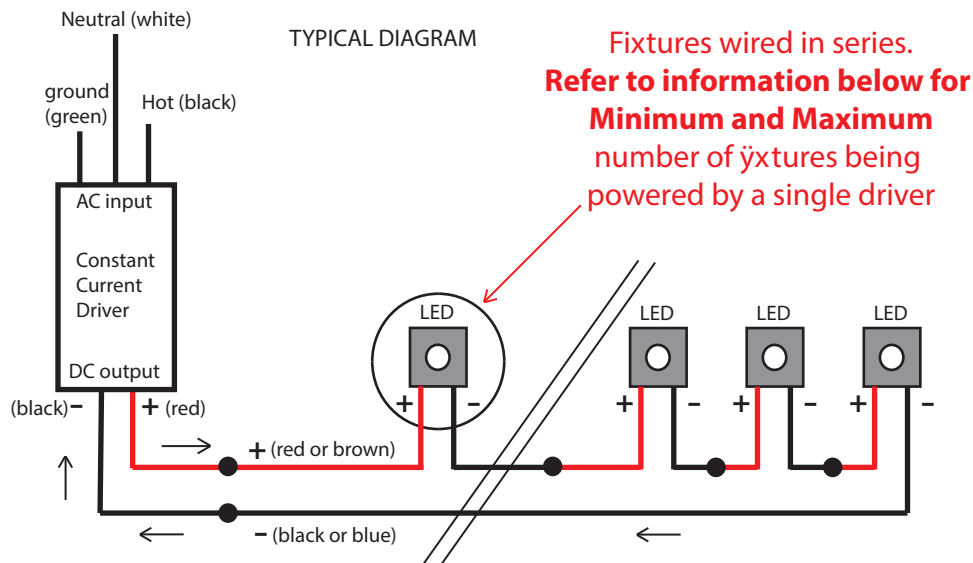 Neutral (white)
TYPICAL DIAGRAM
Fixtures wired in series.
Refer to information below for
Minimum and Maximum
number of ÿxtures being
powered by a single driver
ground
(green)
Hot (black)
AC input
Constant
Current
Driver
DC output
LED
LED
LED
LED
(black) -
+ (red)
+ -
+ -
+ -
+ -
+ (red or brown)
- (black or blue)